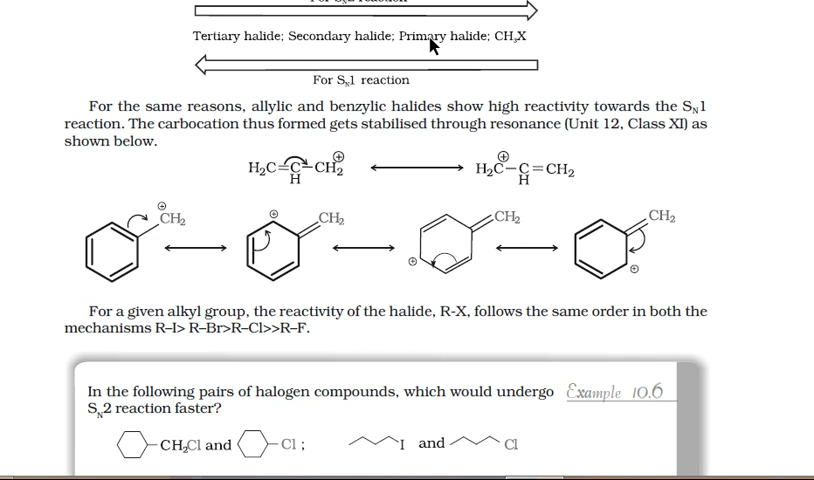 Tertiary halide; Secondary halide; Primary halide; CH₃X
For SN1 reaction
For the same reasons, allylic and benzylic halides show high reactivity towards the SN1
reaction. The carbocation thus formed gets stabilised through resonance (Unit 12, Class XI) as
shown below.
H₂C=C–CH₂ ⊕ H
H₂C ⊕–C=CH₂ H
⊕ CH₂
⊕ CH₂
⊕ CH₂
CH₂ ⊕
For a given alkyl group, the reactivity of the halide, R-X, follows the same order in both the
mechanisms R–I> R–Br>R–Cl>>R–F.
In the following pairs of halogen compounds, which would undergo Example 10.6
SN2 reaction faster?
CH₂Cl and Cl ; I and Cl